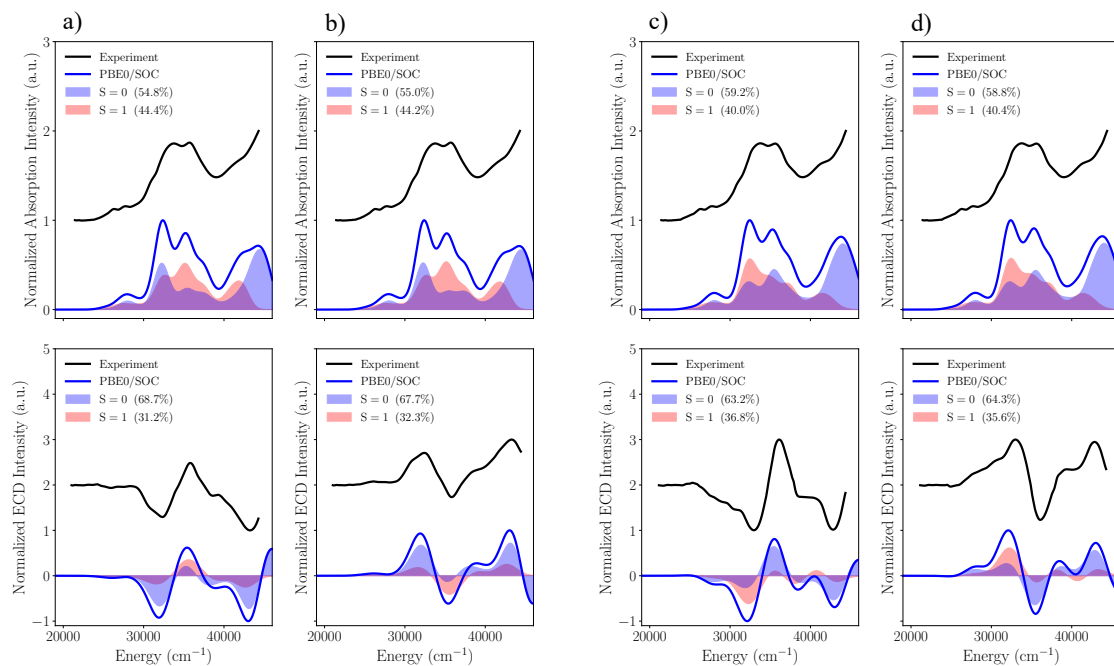 a)
b)
c)
d)
Normalized Absorption Intensity (a.u.)
3
2
1
0
Experiment
PBE0/SOC
S = 0 (54.8%)
S = 1 (44.4%)
Normalized Absorption Intensity (a.u.)
Experiment
PBE0/SOC
S = 0 (55.0%)
S = 1 (44.2%)
Normalized Absorption Intensity (a.u.)
3
2
1
0
Experiment
PBE0/SOC
S = 0 (59.2%)
S = 1 (40.0%)
Normalized Absorption Intensity (a.u.)
Experiment
PBE0/SOC
S = 0 (58.8%)
S = 1 (40.4%)
Normalized ECD Intensity (a.u.)
5
4
3
2
1
0
−1
Experiment
PBE0/SOC
S = 0 (68.7%)
S = 1 (31.2%)
20000 30000 40000
Energy (cm⁻¹)
Normalized ECD Intensity (a.u.)
Experiment
PBE0/SOC
S = 0 (67.7%)
S = 1 (32.3%)
20000 30000 40000
Energy (cm⁻¹)
Normalized ECD Intensity (a.u.)
5
4
3
2
1
0
−1
Experiment
PBE0/SOC
S = 0 (63.2%)
S = 1 (36.8%)
20000 30000 40000
Energy (cm⁻¹)
Normalized ECD Intensity (a.u.)
Experiment
PBE0/SOC
S = 0 (64.3%)
S = 1 (35.6%)
20000 30000 40000
Energy (cm⁻¹)